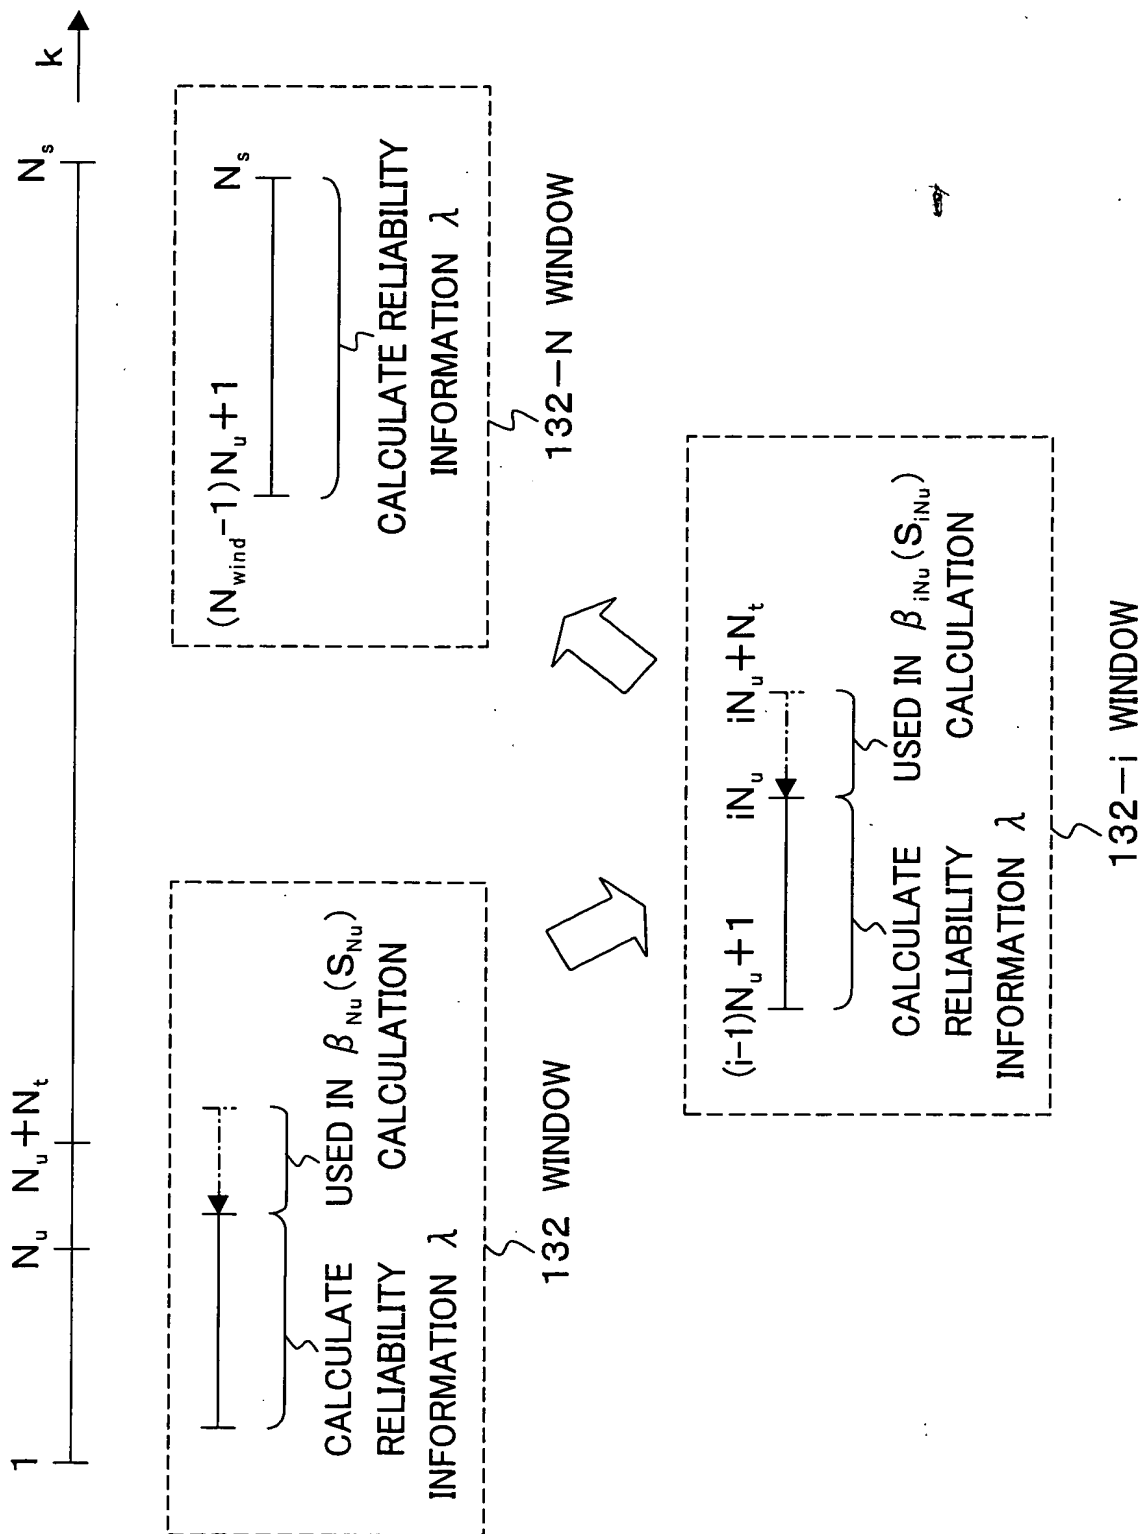 1 N_u N_u+N_t N_s k
CALCULATE
RELIABILITY
INFORMATION λ
USED IN β_Nu(S_Nu)
CALCULATION
132 WINDOW
(i−1)N_u+1 iN_u iN_u+N_t
CALCULATE
RELIABILITY
INFORMATION λ
USED IN β_iNu(S_iNu)
CALCULATION
132−i WINDOW
(N_wind−1)N_u+1 N_s
CALCULATE RELIABILITY
INFORMATION λ
132−N WINDOW